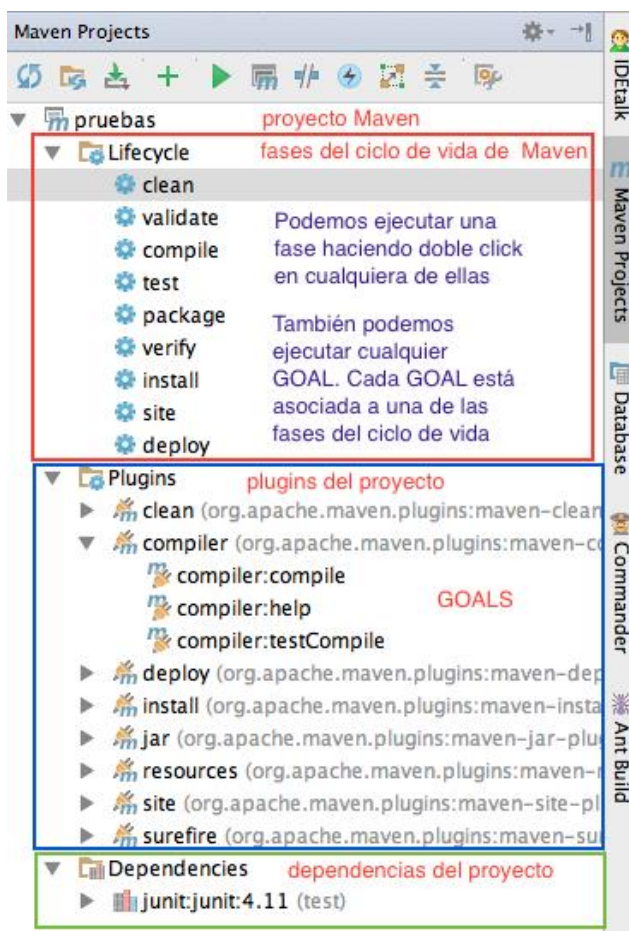 Maven Projects
pruebas proyecto Maven
Lifecycle fases del ciclo de vida de Maven
clean
validate
compile
test
package
verify
install
site
deploy
Podemos ejecutar una
fase haciendo doble click
en cualquiera de ellas
También podemos
ejecutar cualquier
GOAL. Cada GOAL está
asociada a una de las
fases del ciclo de vida
Plugins plugins del proyecto
clean (org.apache.maven.plugins:maven-clean
compiler (org.apache.maven.plugins:maven-co
compiler:compile
compiler:help
compiler:testCompile
GOALS
deploy (org.apache.maven.plugins:maven-dep
install (org.apache.maven.plugins:maven-insta
jar (org.apache.maven.plugins:maven-jar-plu
resources (org.apache.maven.plugins:maven-r
site (org.apache.maven.plugins:maven-site-pl
surefire (org.apache.maven.plugins:maven-su
Dependencies dependencias del proyecto
junit:junit:4.11 (test)
IDEtalk
Maven Projects
Database
Commander
Ant Build